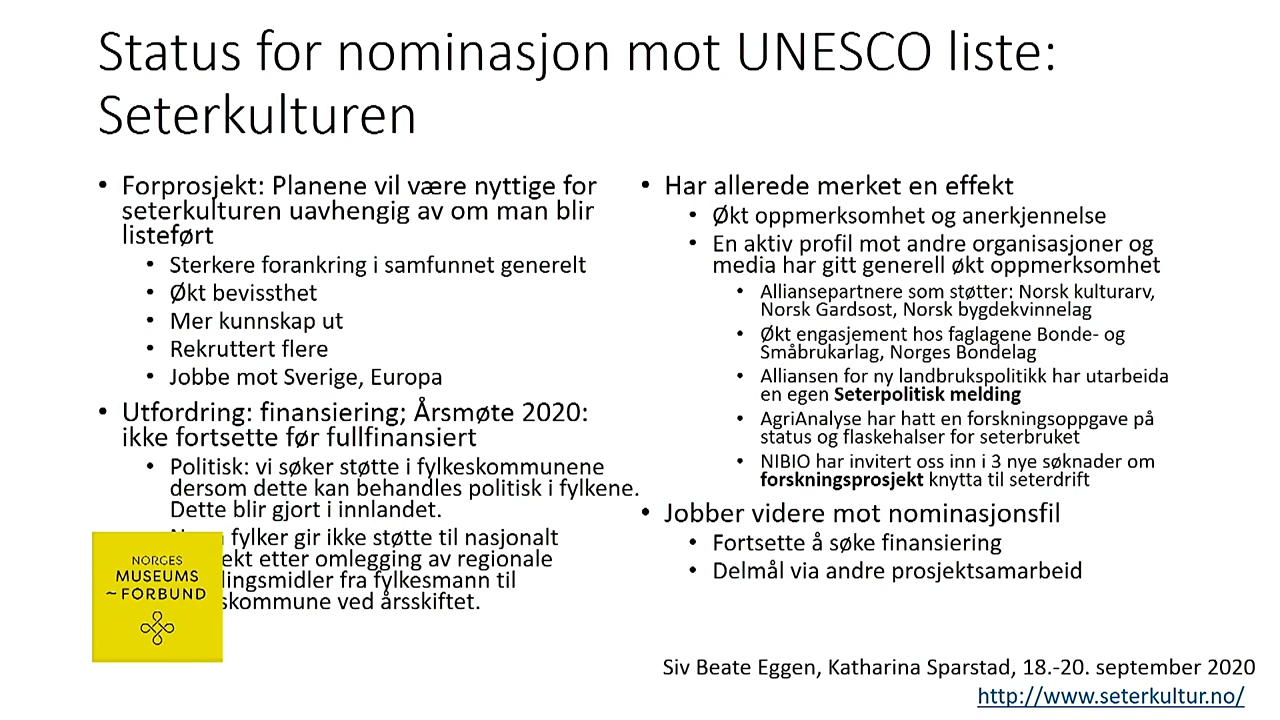 Status for nominasjon mot UNESCO liste:
Seterkulturen
• Forprosjekt: Planene vil være nyttige for
seterkulturen uavhengig av om man blir
listeført
• Sterkere forankring i samfunnet generelt
• Økt bevissthet
• Mer kunnskap ut
• Rekruttert flere
• Jobbe mot Sverige, Europa
• Utfordring: finansiering; Årsmøte 2020:
ikke fortsette før fullfinansiert
• Politisk: vi søker støtte i fylkeskommunene
dersom dette kan behandles politisk i fylkene.
Dette blir gjort i innlandet.
fylker gir ikke støtte til nasjonalt
ekt etter omlegging av regionale
lingsmidler fra fylkesmann til
skommune ved årsskiftet.
NORGES
MUSEUMS
~FORBUND
• Har allerede merket en effekt
• Økt oppmerksomhet og anerkjennelse
• En aktiv profil mot andre organisasjoner og
media har gitt generell økt oppmerksomhet
• Alliansepartnere som støtter: Norsk kulturarv,
Norsk Gardsost, Norsk bygdekvinnelag
• Økt engasjement hos faglagene Bonde- og
Småbrukarlag, Norges Bondelag
• Alliansen for ny landbrukspolitikk har utarbeida
en egen Seterpolitisk melding
• AgriAnalyse har hatt en forskningsoppgave på
status og flaskehalser for seterbruket
• NIBIO har invitert oss inn i 3 nye søknader om
forskningsprosjekt knytta til seterdrift
• Jobber videre mot nominasjonsfil
• Fortsette å søke finansiering
• Delmål via andre prosjektsamarbeid
Siv Beate Eggen, Katharina Sparstad, 18.-20. september 2020
http://www.seterkultur.no/